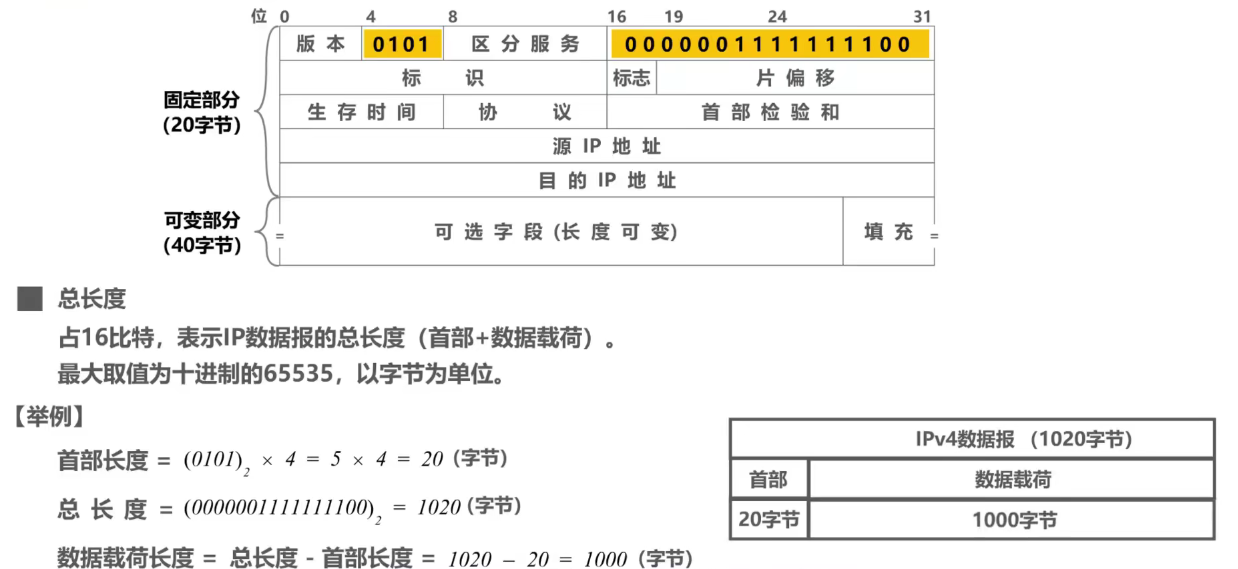 位 0 4 8 16 19 24 31
版 本 0101 区 分 服 务 0000001111111100
标 识 标志 片 偏 移
固定部分
(20字节)
生 存 时 间 协 议 首 部 检 验 和
源 IP 地 址
目 的 IP 地 址
可变部分
(40字节)
= 可 选 字 段 (长 度 可 变) 填 充 =
■ 总长度
占16比特，表示IP数据报的总长度（首部+数据载荷）。
最大取值为十进制的65535，以字节为单位。
【举例】
首部长度 = (0101)₂ × 4 = 5 × 4 = 20（字节）
总 长 度 = (0000001111111100)₂ = 1020（字节）
数据载荷长度 = 总长度 - 首部长度 = 1020 – 20 = 1000（字节）
IPv4数据报 （1020字节）
首部 数据载荷
20字节 1000字节